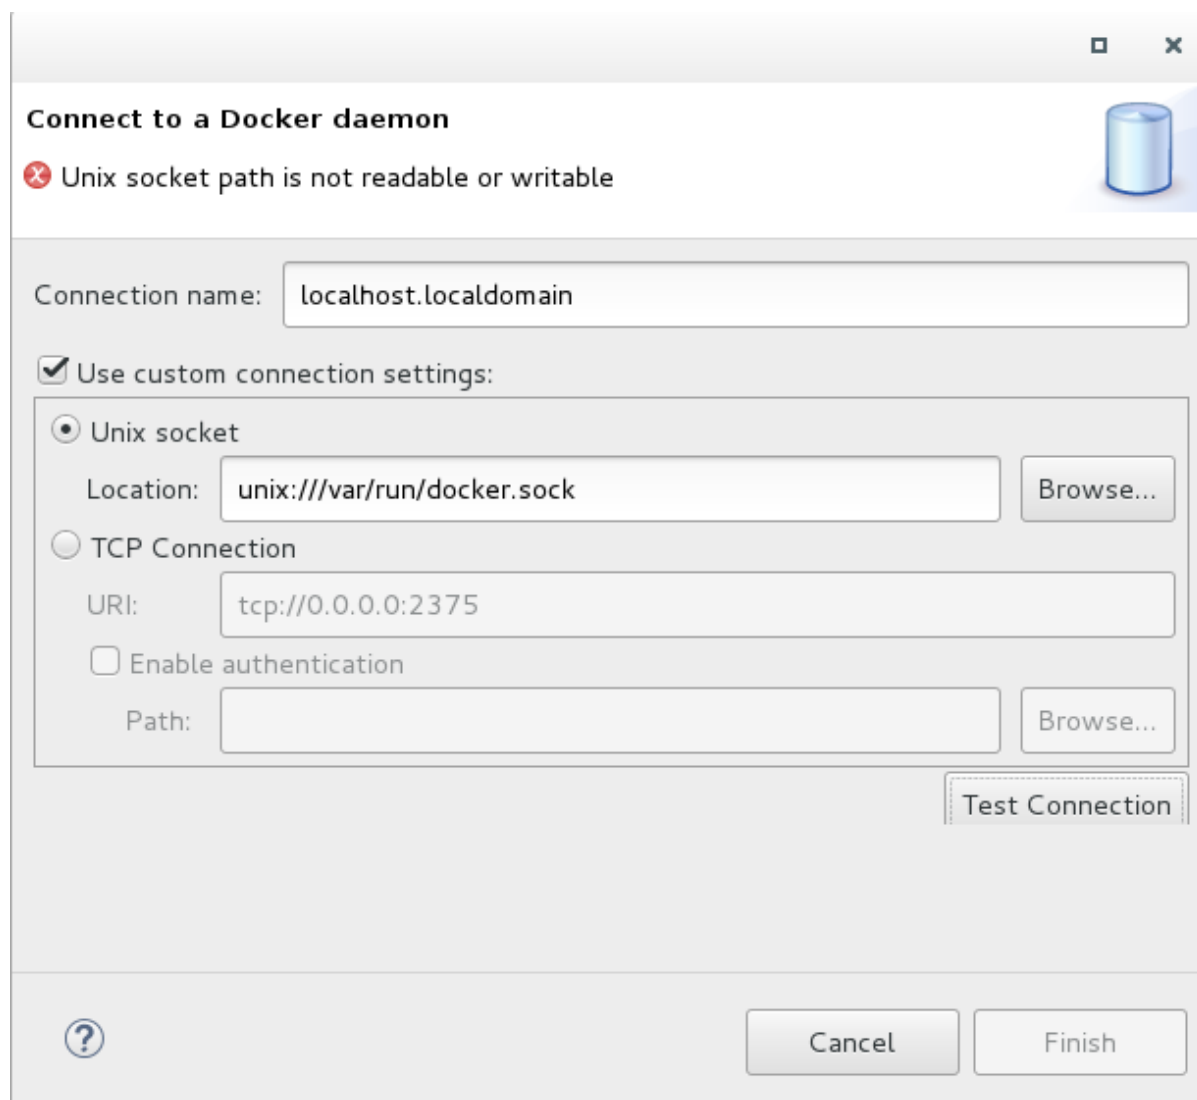 Connect to a Docker daemon
Unix socket path is not readable or writable
Connection name: localhost.localdomain
Use custom connection settings:
Unix socket
Location: unix:///var/run/docker.sock Browse...
TCP Connection
URI: tcp://0.0.0.0:2375
Enable authentication
Path: Browse...
Test Connection
? Cancel Finish